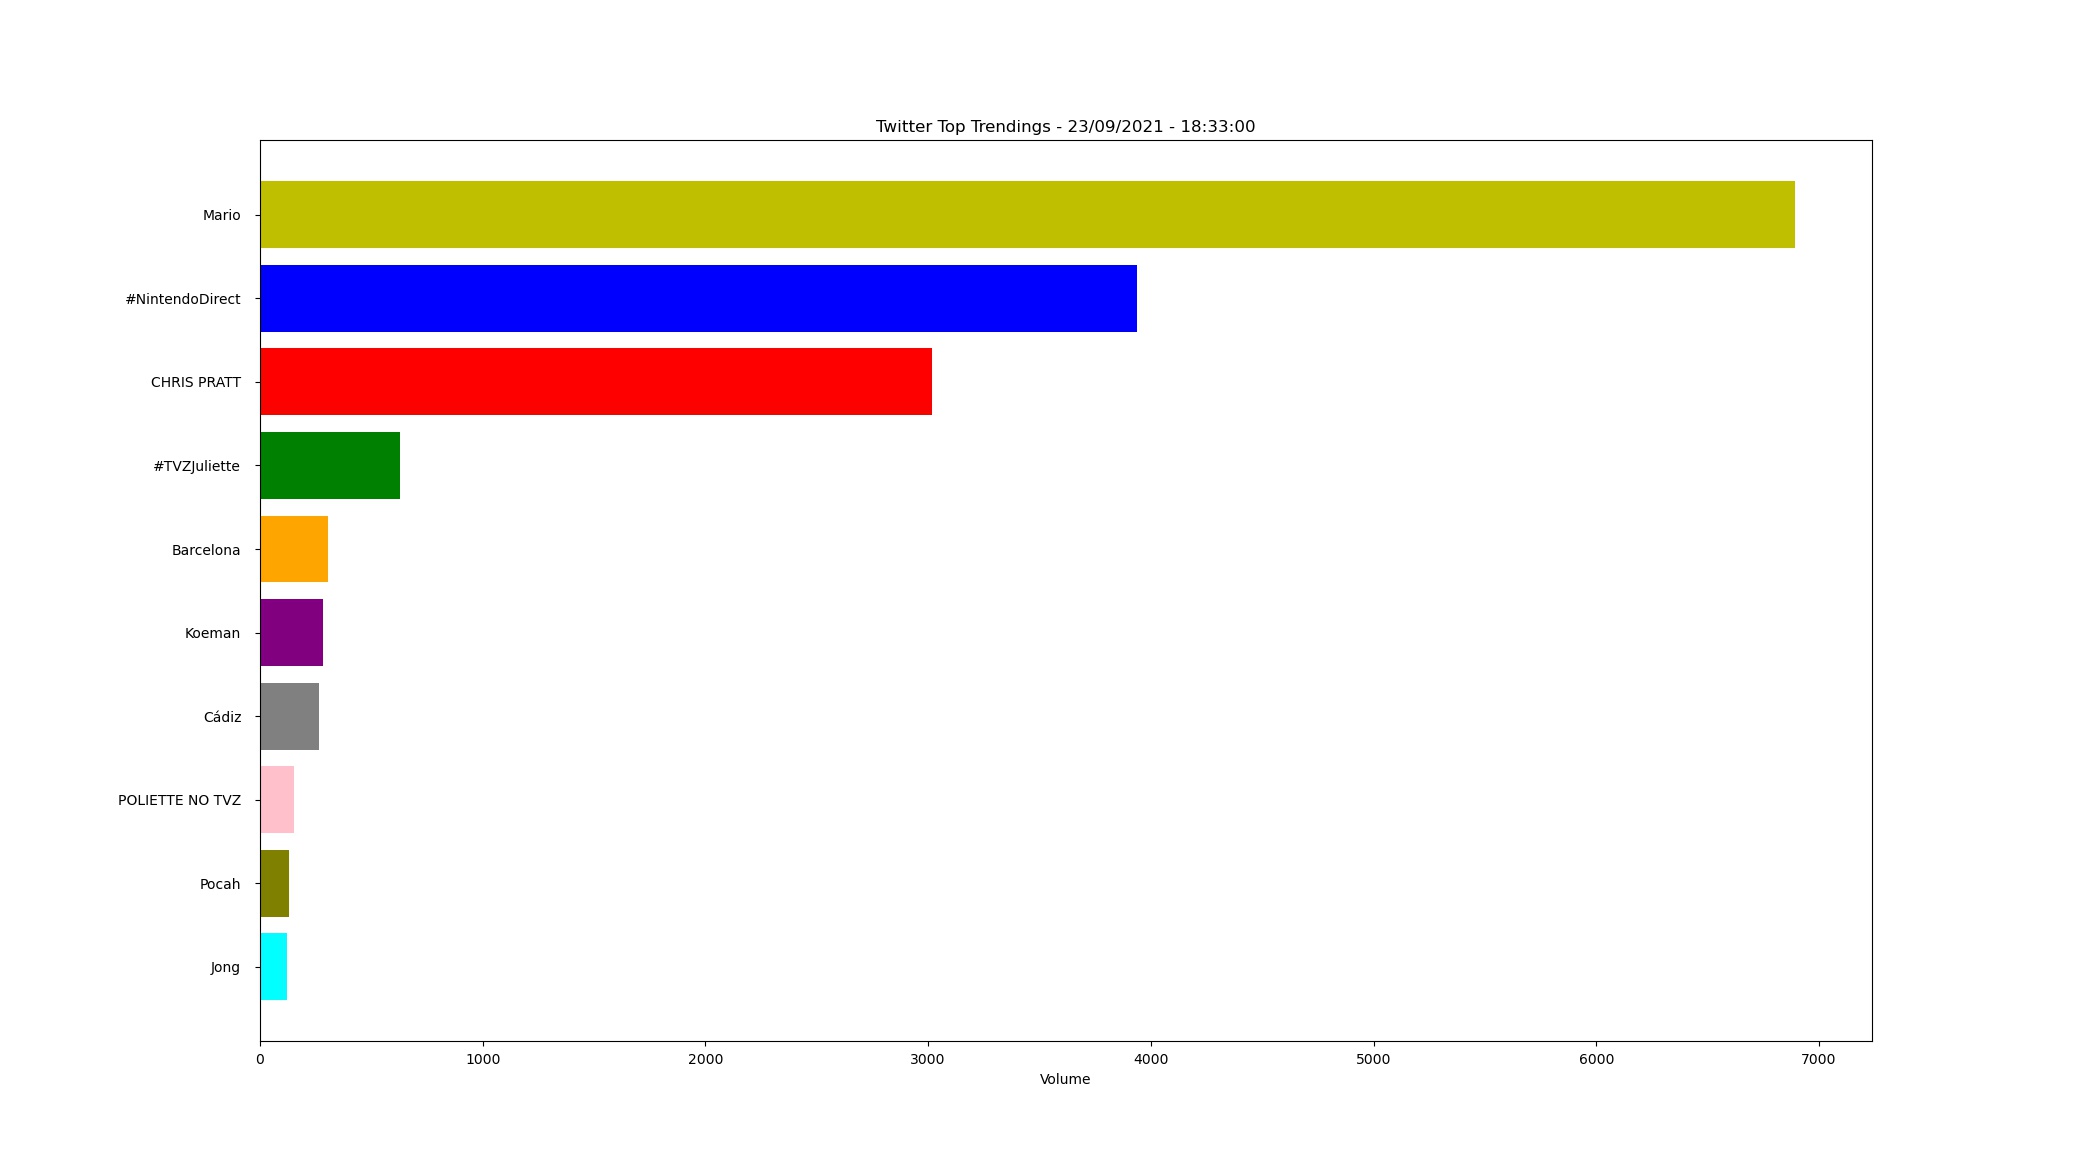 Twitter Top Trendings - 23/09/2021 - 18:33:00
Mario
#NintendoDirect
CHRIS PRATT
#TVZJuliette
Barcelona
Koeman
Cádiz
POLIETTE NO TVZ
Pocah
Jong
0 1000 2000 3000 4000 5000 6000 7000
Volume